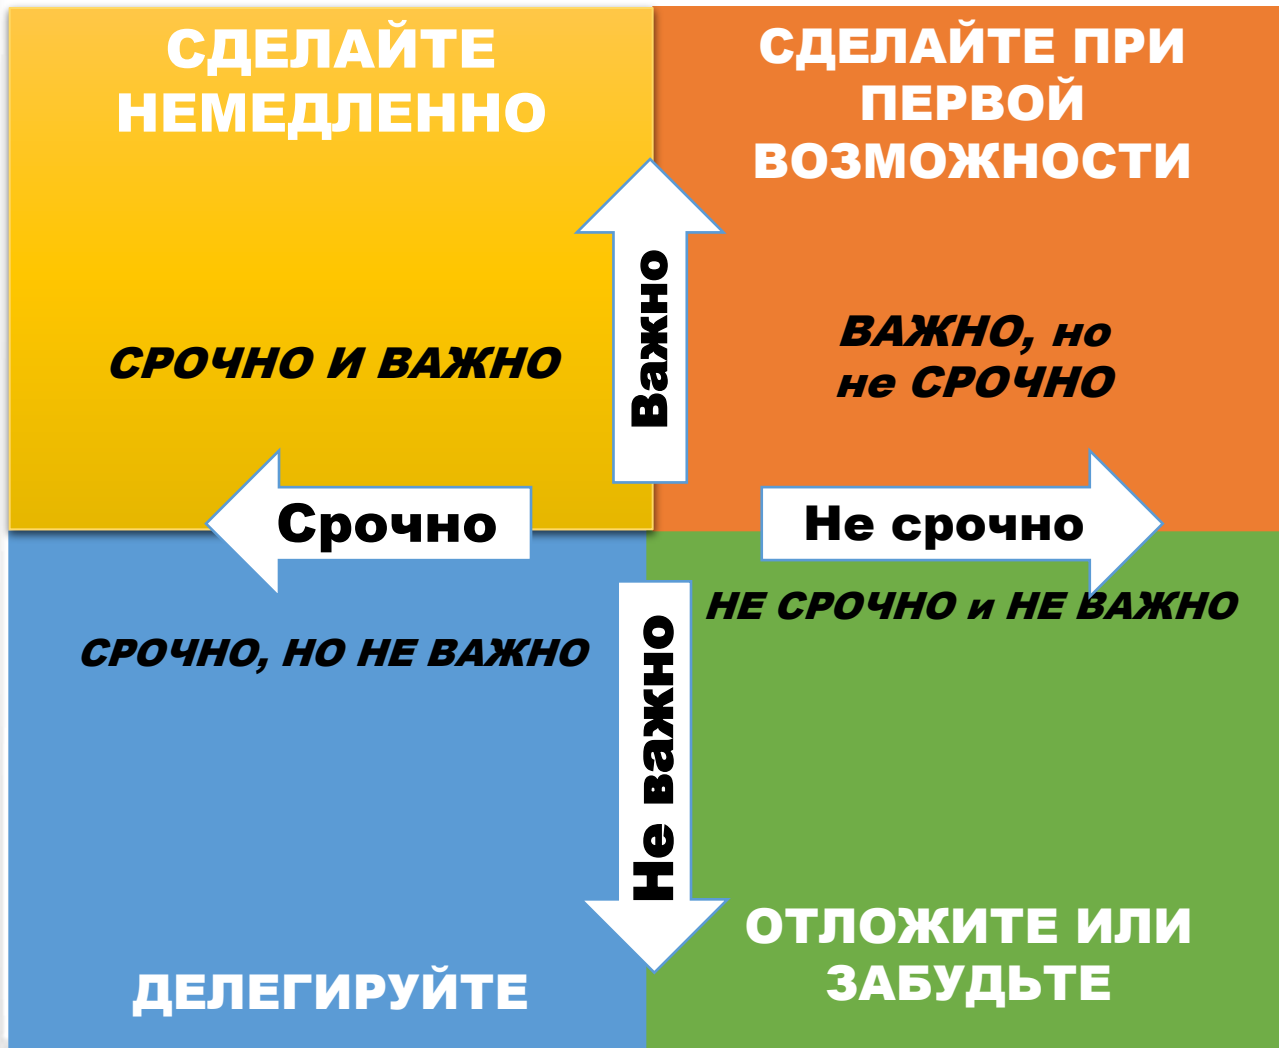 СДЕЛАЙТЕ
НЕМЕДЛЕННО
СДЕЛАЙТЕ ПРИ
ПЕРВОЙ
ВОЗМОЖНОСТИ
Важно
СРОЧНО И ВАЖНО
ВАЖНО, но
не СРОЧНО
Срочно
Не срочно
СРОЧНО, НО НЕ ВАЖНО
НЕ СРОЧНО и НЕ ВАЖНО
Не важно
ДЕЛЕГИРУЙТЕ
ОТЛОЖИТЕ ИЛИ
ЗАБУДЬТЕ